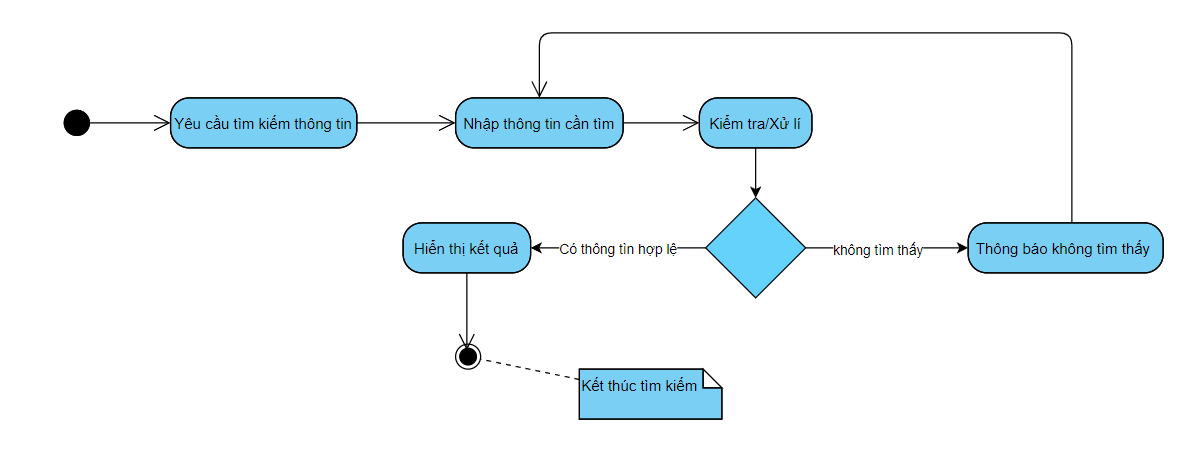 Yêu cầu tìm kiếm thông tin
Nhập thông tin cần tìm
Kiểm tra/Xử lí
Hiển thị kết quả
Có thông tin hợp lệ
không tìm thấy
Thông báo không tìm thấy
Kết thúc tìm kiếm